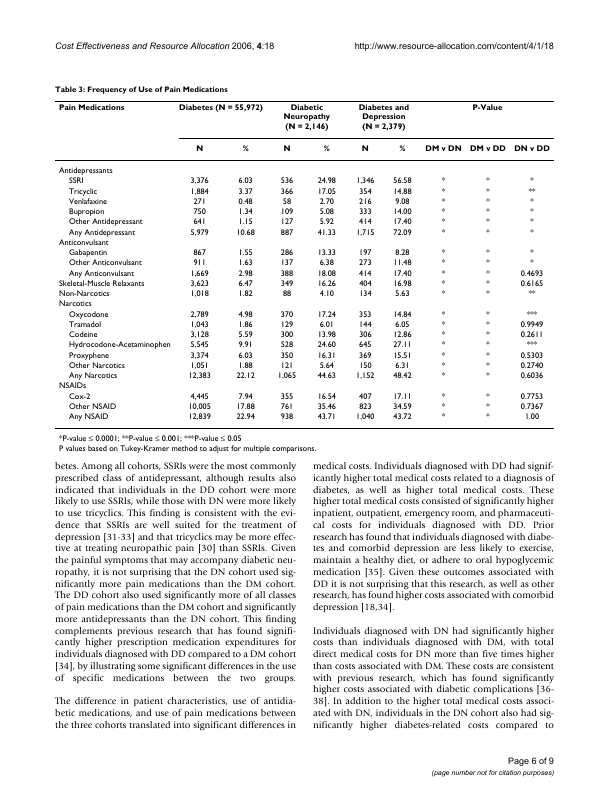 Cost Effectiveness and Resource Allocation 2006, 4:18 http://www.resource-allocation.com/content/4/1/18
Table 3: Frequency of Use of Pain Medications
Pain Medications Diabetes (N = 55,972) Diabetic Neuropathy (N = 2,146) Diabetes and Depression (N = 2,379) P-Value
N % N % N % DM v DN DM v DD DN v DD
Antidepressants
SSRI 3,376 6.03 536 24.98 1,346 56.58 * * *
Tricyclic 1,884 3.37 366 17.05 354 14.88 * * **
Venlafaxine 271 0.48 58 2.70 216 9.08 * * *
Bupropion 750 1.34 109 5.08 333 14.00 * * *
Other Antidepressant 641 1.15 127 5.92 414 17.40 * * *
Any Antidepressant 5,979 10.68 887 41.33 1,715 72.09 * * *
Anticonvulsant
Gabapentin 867 1.55 286 13.33 197 8.28 * * *
Other Anticonvulsant 911 1.63 137 6.38 273 11.48 * * *
Any Anticonvulsant 1,669 2.98 388 18.08 414 17.40 * * 0.4693
Skeletal-Muscle Relaxants 3,623 6.47 349 16.26 404 16.98 * * 0.6165
Non-Narcotics 1,018 1.82 88 4.10 134 5.63 * * **
Narcotics
Oxycodone 2,789 4.98 370 17.24 353 14.84 * * ***
Tramadol 1,043 1.86 129 6.01 144 6.05 * * 0.9949
Codeine 3,128 5.59 300 13.98 306 12.86 * * 0.2611
Hydrocodone-Acetaminophen 5,545 9.91 528 24.60 645 27.11 * * ***
Proxyphene 3,374 6.03 350 16.31 369 15.51 * * 0.5303
Other Narcotics 1,051 1.88 121 5.64 150 6.31 * * 0.2740
Any Narcotics 12,383 22.12 1,065 44.63 1,152 48.42 * * 0.6036
NSAIDs
Cox-2 4,445 7.94 355 16.54 407 17.11 * * 0.7753
Other NSAID 10,005 17.88 761 35.46 823 34.59 * * 0.7367
Any NSAID 12,839 22.94 938 43.71 1,040 43.72 * * 1.00
*P-value ≤ 0.0001; **P-value ≤ 0.001; ***P-value ≤ 0.05
P values based on Tukey-Kramer method to adjust for multiple comparisons.
betes. Among all cohorts, SSRIs were the most commonly
prescribed class of antidepressant, although results also
indicated that individuals in the DD cohort were more
likely to use SSRIs, while those with DN were more likely
to use tricyclics. This finding is consistent with the evi-
dence that SSRIs are well suited for the treatment of
depression [31-33] and that tricyclics may be more effec-
tive at treating neuropathic pain [30] than SSRIs. Given
the painful symptoms that may accompany diabetic neu-
ropathy, it is not surprising that the DN cohort used sig-
nificantly more pain medications than the DM cohort.
The DD cohort also used significantly more of all classes
of pain medications than the DM cohort and significantly
more antidepressants than the DN cohort. This finding
complements previous research that has found signifi-
cantly higher prescription medication expenditures for
individuals diagnosed with DD compared to a DM cohort
[34], by illustrating some significant differences in the use
of specific medications between the two groups.
The difference in patient characteristics, use of antidia-
betic medications, and use of pain medications between
the three cohorts translated into significant differences in
medical costs. Individuals diagnosed with DD had signif-
icantly higher total medical costs related to a diagnosis of
diabetes, as well as higher total medical costs. These
higher total medical costs consisted of significantly higher
inpatient, outpatient, emergency room, and pharmaceuti-
cal costs for individuals diagnosed with DD. Prior
research has found that individuals diagnosed with diabe-
tes and comorbid depression are less likely to exercise,
maintain a healthy diet, or adhere to oral hypoglycemic
medication [35]. Given these outcomes associated with
DD it is not surprising that this research, as well as other
research, has found higher costs associated with comorbid
depression [18,34].
Individuals diagnosed with DN had significantly higher
costs than individuals diagnosed with DM, with total
direct medical costs for DN more than five times higher
than costs associated with DM. These costs are consistent
with previous research, which has found significantly
higher costs associated with diabetic complications [36-
38]. In addition to the higher total medical costs associ-
ated with DN, individuals in the DN cohort also had sig-
nificantly higher diabetes-related costs compared to
Page 6 of 9
(page number not for citation purposes)